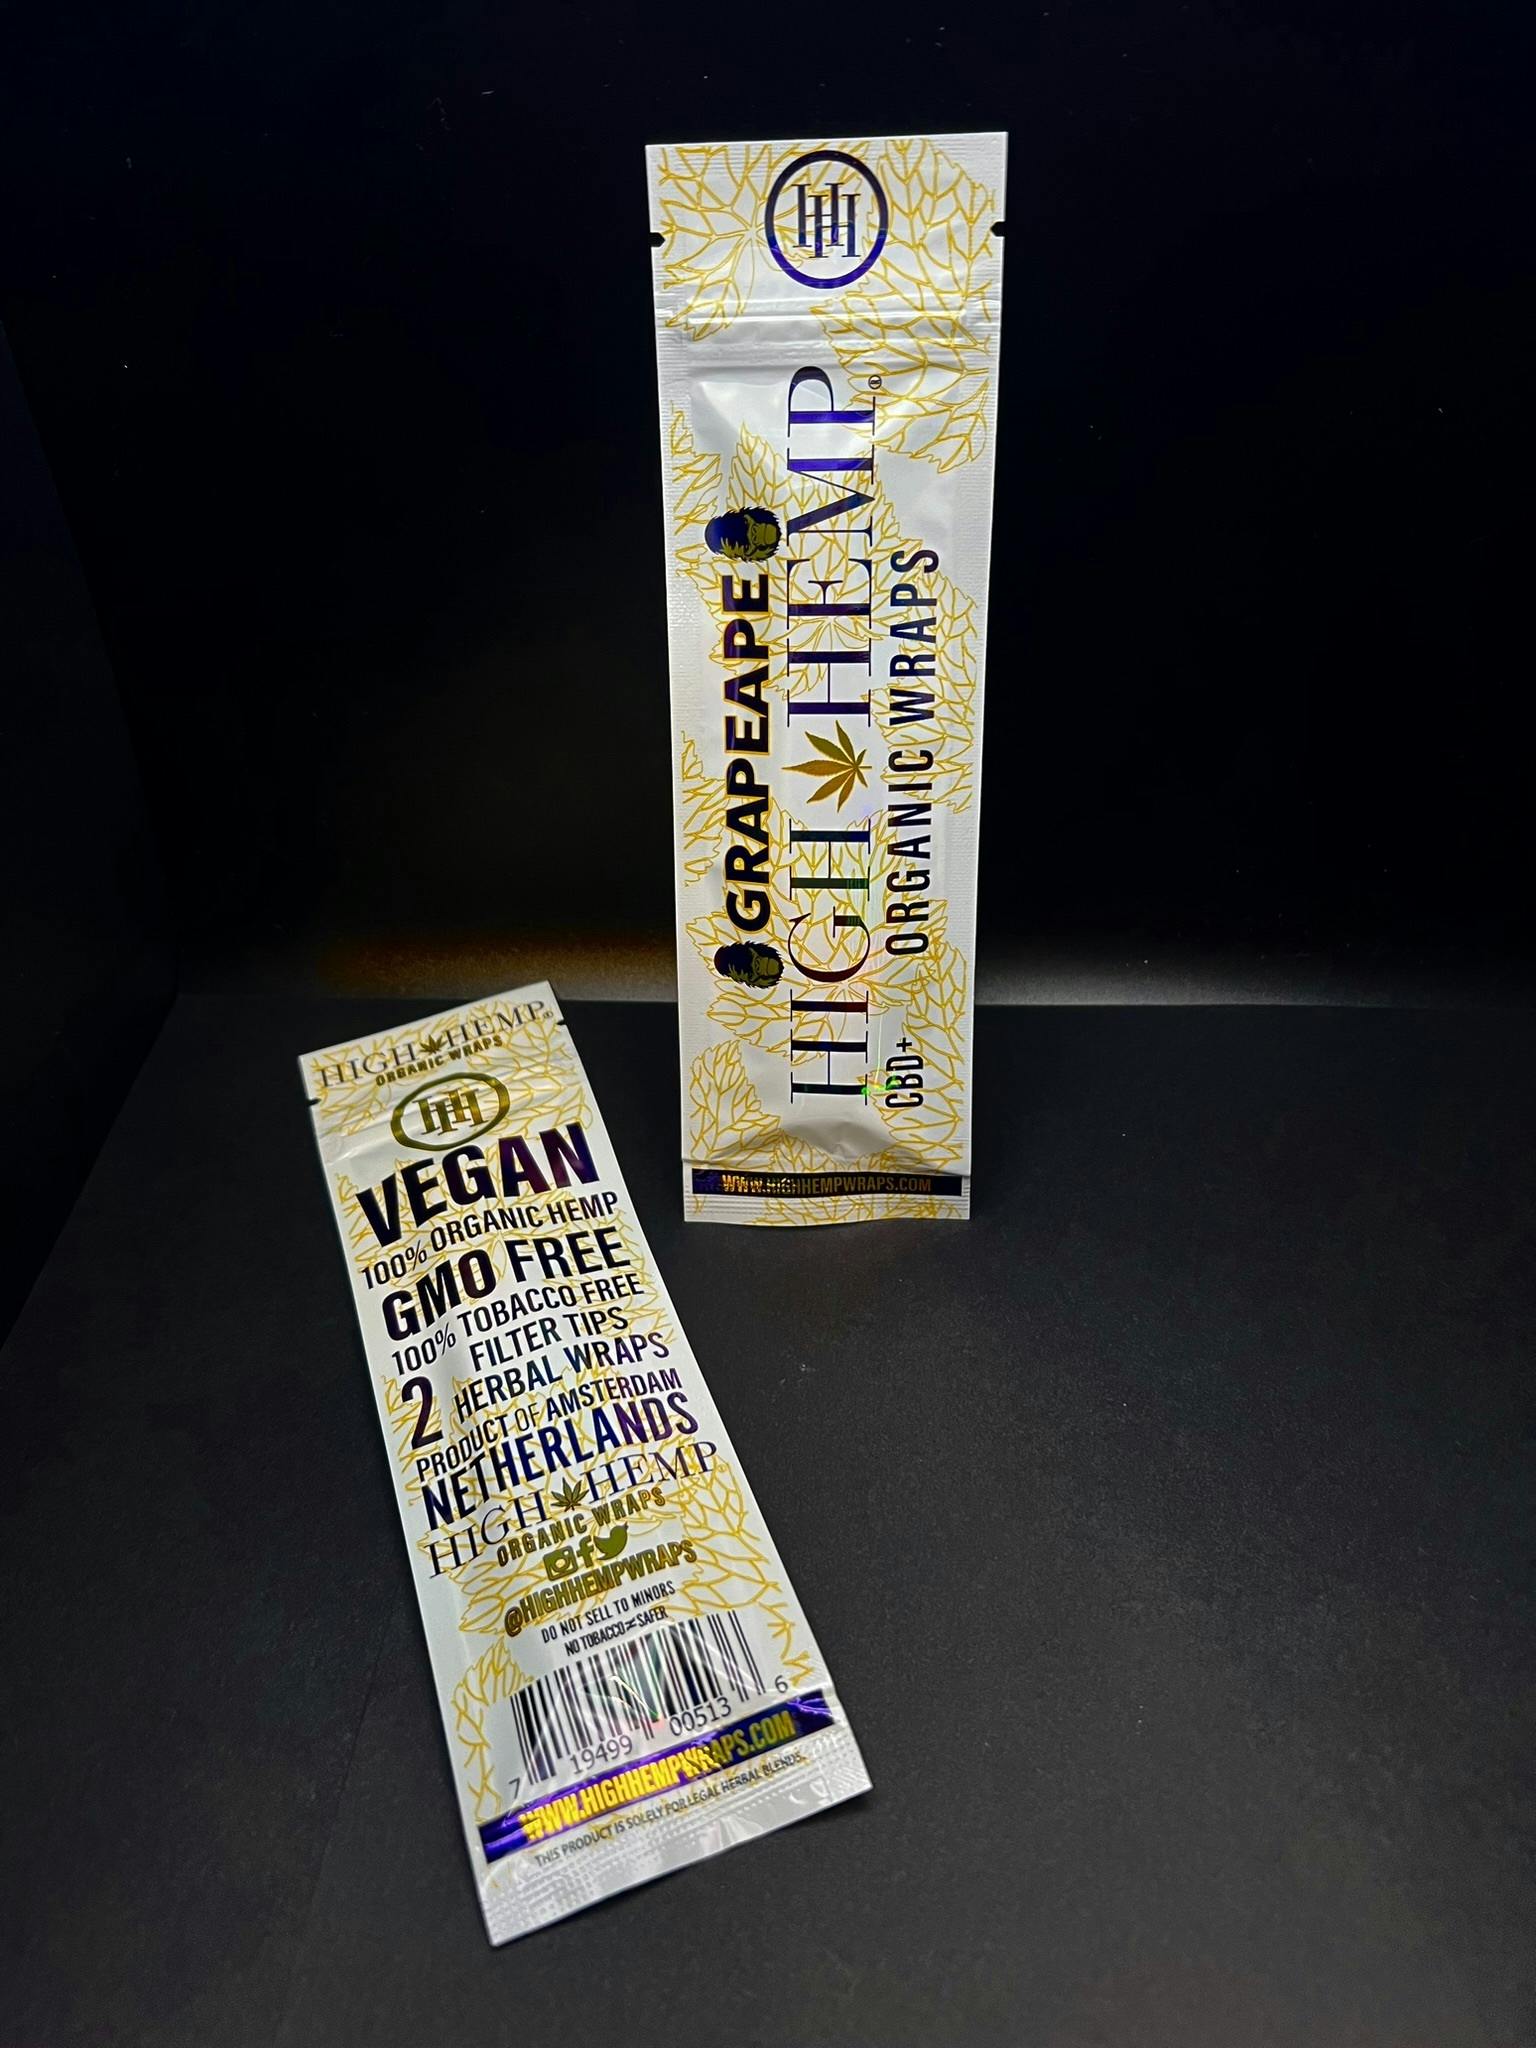 HH
GRAPEAPE
HIGH HEMP®
CBD+ ORGANIC WRAPS
WWW.HIGHHEMPWRAPS.COM
HIGH HEMP®
ORGANIC WRAPS
HH
VEGAN
100% ORGANIC HEMP
GMO FREE
100% TOBACCO FREE
FILTER TIPS
2 HERBAL WRAPS
PRODUCT OF AMSTERDAM
NETHERLANDS
HIGH HEMP
ORGANIC WRAPS
@HIGHHEMPWRAPS
DO NOT SELL TO MINORS
NO TOBACCO ≠ SAFER
7 19499 00513 6
WWW.HIGHHEMPWRAPS.COM
THIS PRODUCT IS SOLELY FOR LEGAL HERBAL BLENDS.